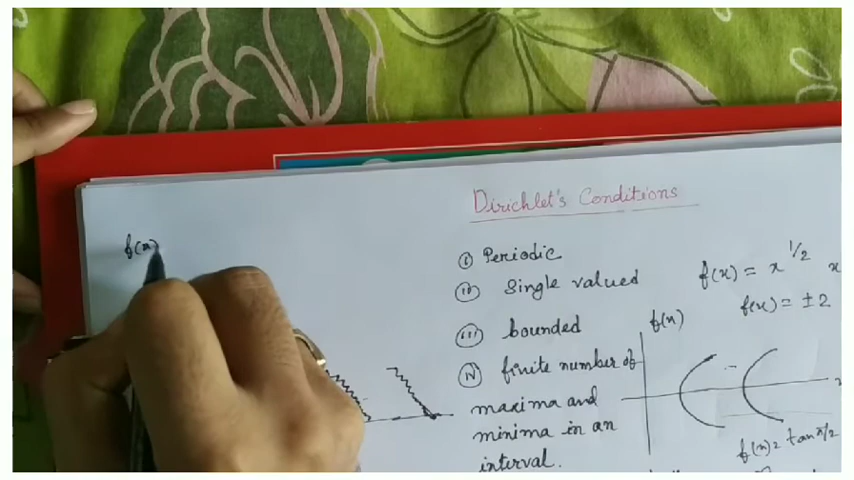 f(x)
Dirichlet's Conditions
(i) Periodic
(ii) single valued
(iii) bounded
(iv) finite number of
maxima and
minima in an
interval.
f(x) = x^1/2 x
f(x) = ±2
f(x)
f(x) = tan x/2